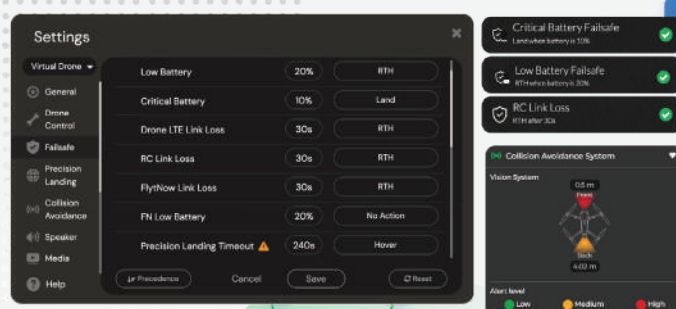 Settings
Virtual Drone
General
Drone Control
Failsafe
Precision Landing
Collision Avoidance
Speaker
Media
Help
Low Battery 20% RTH
Critical Battery 10% Land
Drone LTE Link Loss 30s RTH
RC Link Loss 30s RTH
FlytNow Link Loss 30s RTH
FN Low Battery 20% No Action
Precision Landing Timeout 240s Hover
Precedence Cancel Save Reset
Critical Battery Failsafe
Land when battery is 10%
Low Battery Failsafe
RTH when battery is 20%
RC Link Loss
RTH after 30s
Collision Avoidance System
Vision System
0.5 m
Front
Back
4.02 m
Alert level
Low Medium High